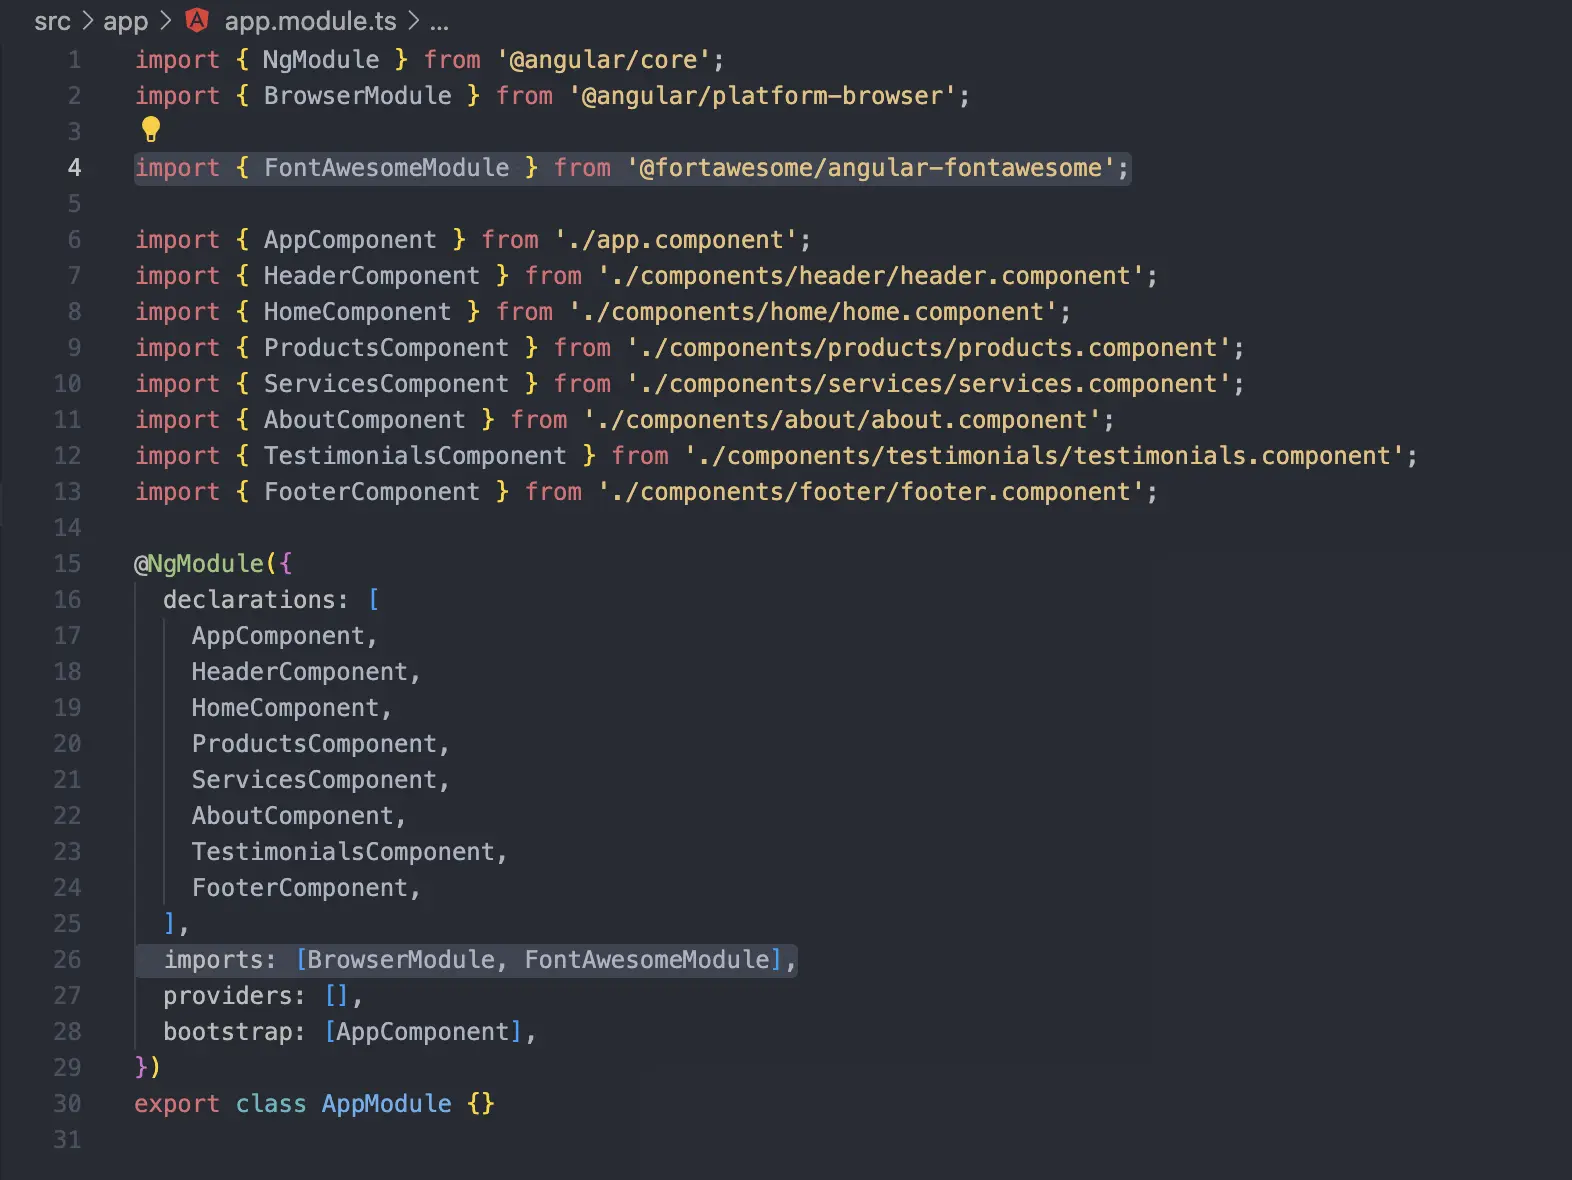 src > app > app.module.ts > ...
1 import { NgModule } from '@angular/core';
2 import { BrowserModule } from '@angular/platform-browser';
3
4 import { FontAwesomeModule } from '@fortawesome/angular-fontawesome';
5
6 import { AppComponent } from './app.component';
7 import { HeaderComponent } from './components/header/header.component';
8 import { HomeComponent } from './components/home/home.component';
9 import { ProductsComponent } from './components/products/products.component';
10 import { ServicesComponent } from './components/services/services.component';
11 import { AboutComponent } from './components/about/about.component';
12 import { TestimonialsComponent } from './components/testimonials/testimonials.component';
13 import { FooterComponent } from './components/footer/footer.component';
14
15 @NgModule({
16   declarations: [
17     AppComponent,
18     HeaderComponent,
19     HomeComponent,
20     ProductsComponent,
21     ServicesComponent,
22     AboutComponent,
23     TestimonialsComponent,
24     FooterComponent,
25   ],
26   imports: [BrowserModule, FontAwesomeModule],
27   providers: [],
28   bootstrap: [AppComponent],
29 })
30 export class AppModule {}
31